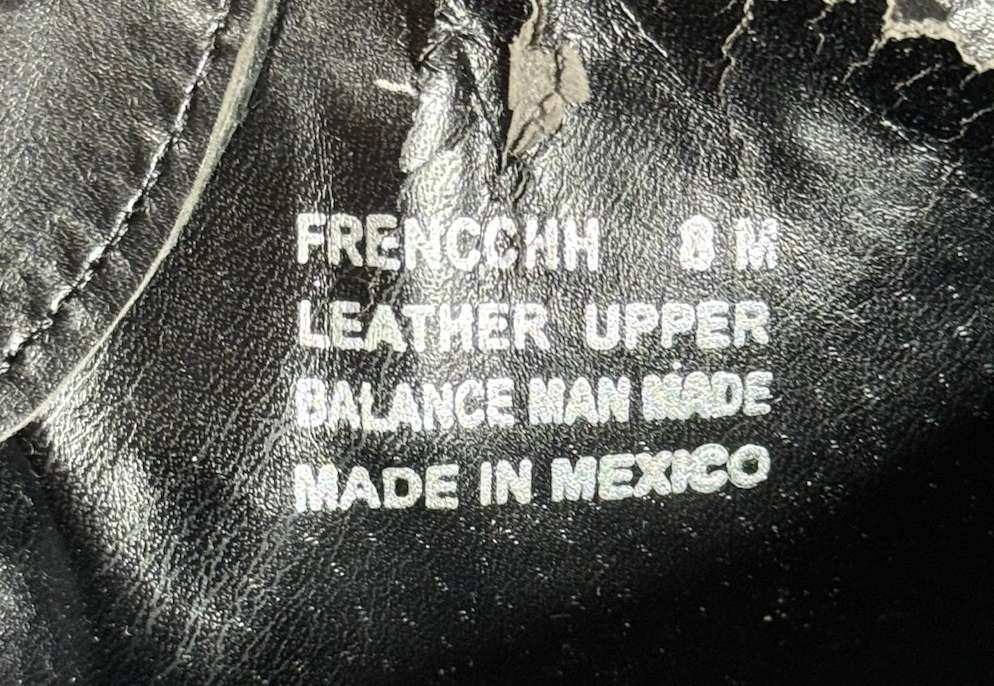 FRENCCHH 8 M
LEATHER UPPER
BALANCE MAN MADE
MADE IN MEXICO